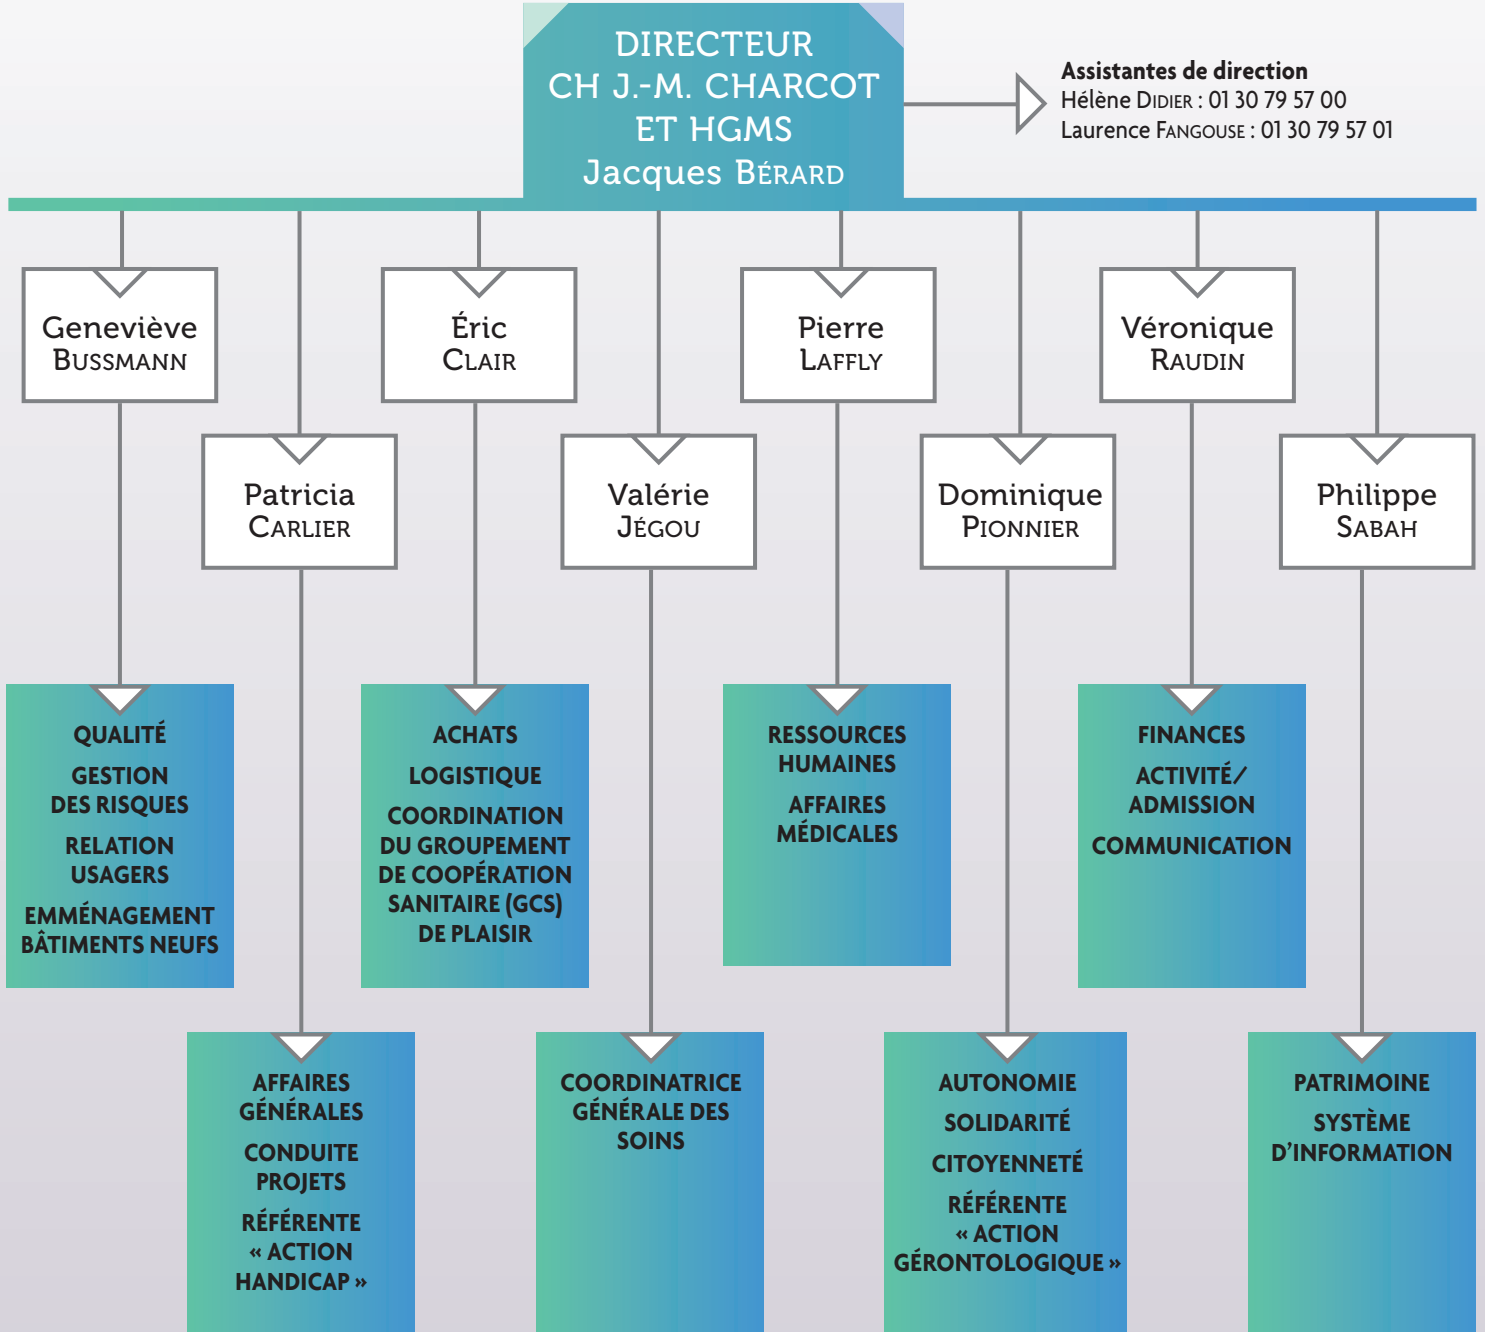 DIRECTEUR
CH J.-M. CHARCOT
ET HGMS
Jacques BÉRARD
Assistantes de direction
Hélène DIDIER : 01 30 79 57 00
Laurence FANGOUSE : 01 30 79 57 01
Geneviève
BUSSMANN
Éric
CLAIR
Pierre
LAFFLY
Véronique
RAUDIN
Patricia
CARLIER
Valérie
JÉGOU
Dominique
PIONNIER
Philippe
SABAH
QUALITÉ
GESTION
DES RISQUES
RELATION
USAGERS
EMMÉNAGEMENT
BÂTIMENTS NEUFS
ACHATS
LOGISTIQUE
COORDINATION
DU GROUPEMENT
DE COOPÉRATION
SANITAIRE (GCS)
DE PLAISIR
RESSOURCES
HUMAINES
AFFAIRES
MÉDICALES
FINANCES
ACTIVITÉ/
ADMISSION
COMMUNICATION
AFFAIRES
GÉNÉRALES
CONDUITE
PROJETS
RÉFÉRENTE
« ACTION
HANDICAP »
COORDINATRICE
GÉNÉRALE DES
SOINS
AUTONOMIE
SOLIDARITÉ
CITOYENNETÉ
RÉFÉRENTE
« ACTION
GÉRONTOLOGIQUE »
PATRIMOINE
SYSTÈME
D'INFORMATION